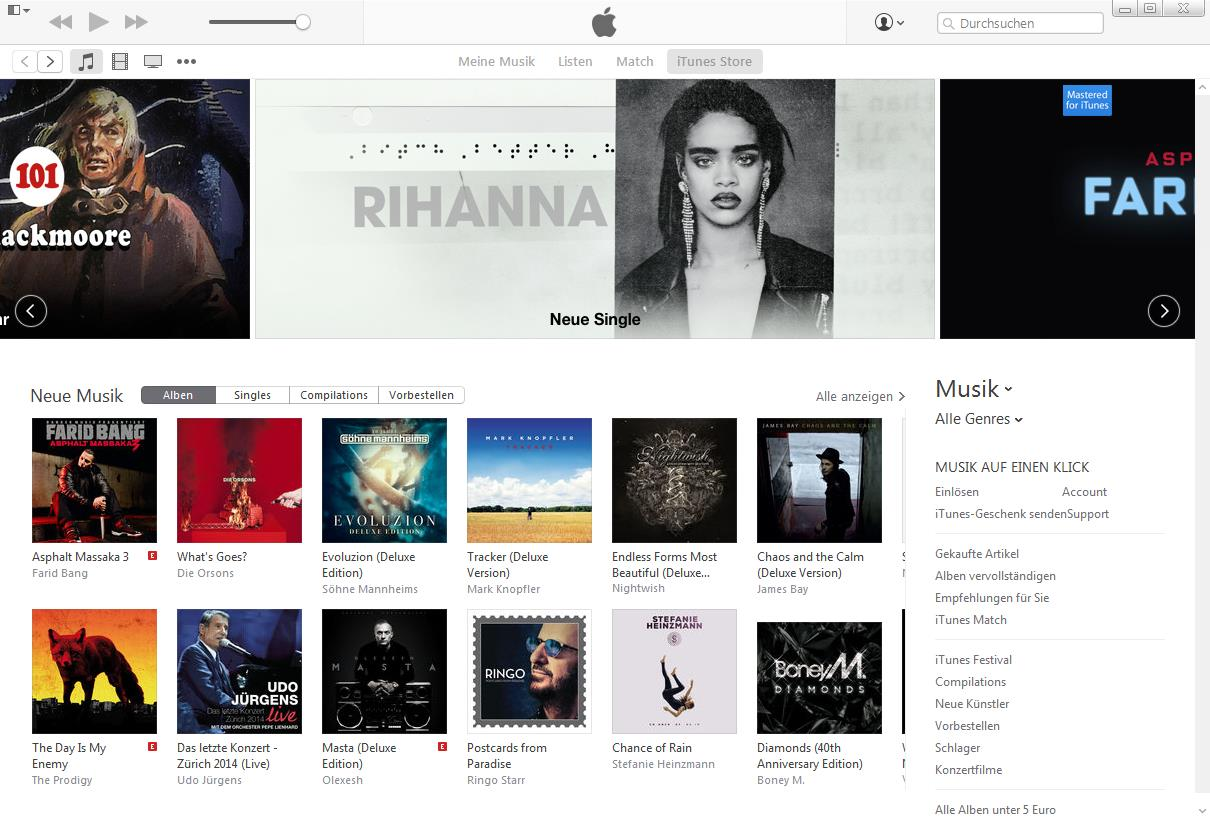 Durchsuchen
Meine Musik
Listen
Match
iTunes Store
101
ackmoore
RIHANNA
Neue Single
Mastered
for iTunes
ASP
FAR
Neue Musik
Alben
Singles
Compilations
Vorbestellen
Alle anzeigen
FARID BANG
ASPHALT MASSAKA 3
Asphalt Massaka 3
Farid Bang
DIE ORSONS
What's Goes?
Die Orsons
söhne mannheims
EVOLUZION
DELUXE EDITION
Evoluzion (Deluxe
Edition)
Söhne Mannheims
MARK KNOPFLER
TRACKER
Tracker (Deluxe
Version)
Mark Knopfler
Nightwish
Endless Forms Most
Beautiful (Deluxe...
Nightwish
JAMES BAY CHAOS AND THE CALM
Chaos and the Calm
(Deluxe Version)
James Bay
The Day Is My
Enemy
The Prodigy
UDO
JÜRGENS
Das letzte Konzert
Zürich 2014 live
MIT DEM ORCHESTER PEPE LIENHARD
Das letzte Konzert -
Zürich 2014 (Live)
Udo Jürgens
MASTA
Masta (Deluxe
Edition)
Olexesh
RINGO
Postcards from
Paradise
Ringo Starr
STEFANIE
HEINZMANN
Chance of Rain
Stefanie Heinzmann
Boney M.
DIAMONDS
Diamonds (40th
Anniversary Edition)
Boney M.
Musik
Alle Genres
MUSIK AUF EINEN KLICK
Einlösen
Account
iTunes-Geschenk senden
Support
Gekaufte Artikel
Alben vervollständigen
Empfehlungen für Sie
iTunes Match
iTunes Festival
Compilations
Neue Künstler
Vorbestellen
Schlager
Konzertfilme
Alle Alben unter 5 Euro